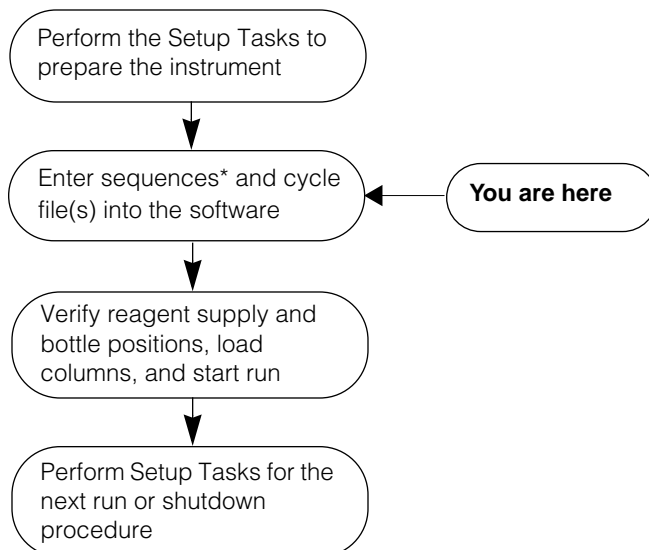 Perform the Setup Tasks to
prepare the instrument
Enter sequences* and cycle
file(s) into the software
You are here
Verify reagent supply and
bottle positions, load
columns, and start run
Perform Setup Tasks for the
next run or shutdown
procedure